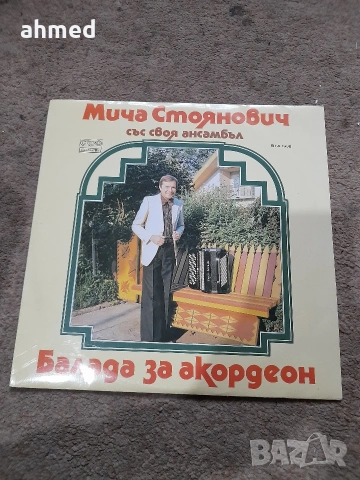 ahmed
Мича Стоянович
със своя ансамбъл
Балада за акордеон
BAZAR